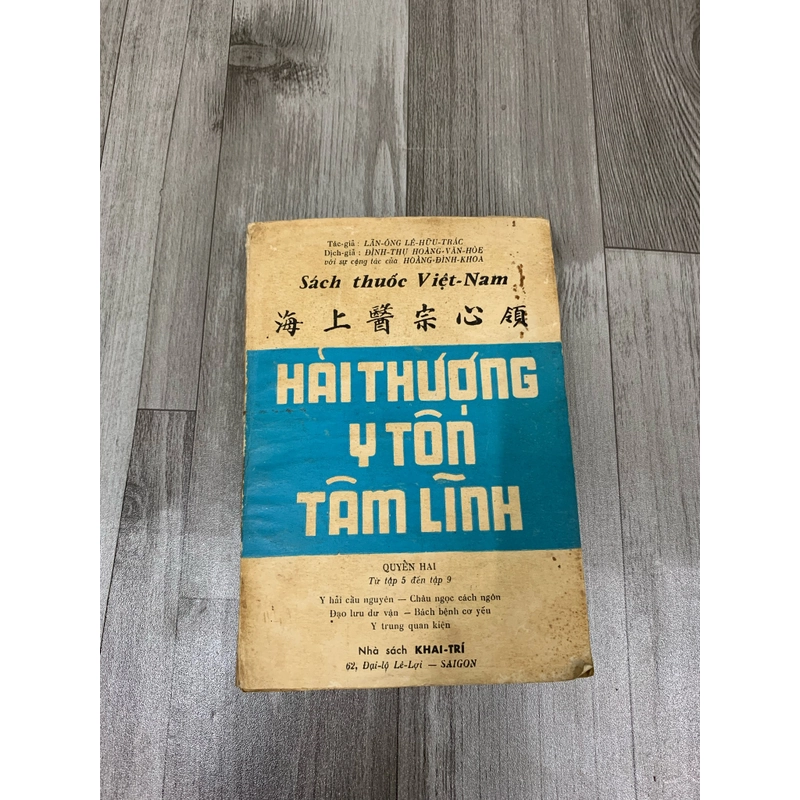 Tác-giả : LÃN-ÔNG LÊ-HỮU-TRÁC
Dịch-giả : ĐÌNH-THỤ HOÀNG-VĂN-HÒE
với sự cộng tác của HOÀNG-ĐÌNH-KHOA
Sách thuốc Việt-Nam
海上醫宗心領
HẢI THƯỢNG
Y TÔN
TÂM LĨNH
QUYỂN HAI
Từ tập 5 đến tập 9
Y hải cầu nguyên — Châu ngọc cách ngôn
Đạo lưu dư vận — Bách bệnh cơ yếu
Y trung quan kiện
Nhà sách KHAI-TRÍ
62, Đại-lộ Lê-Lợi — SAIGON